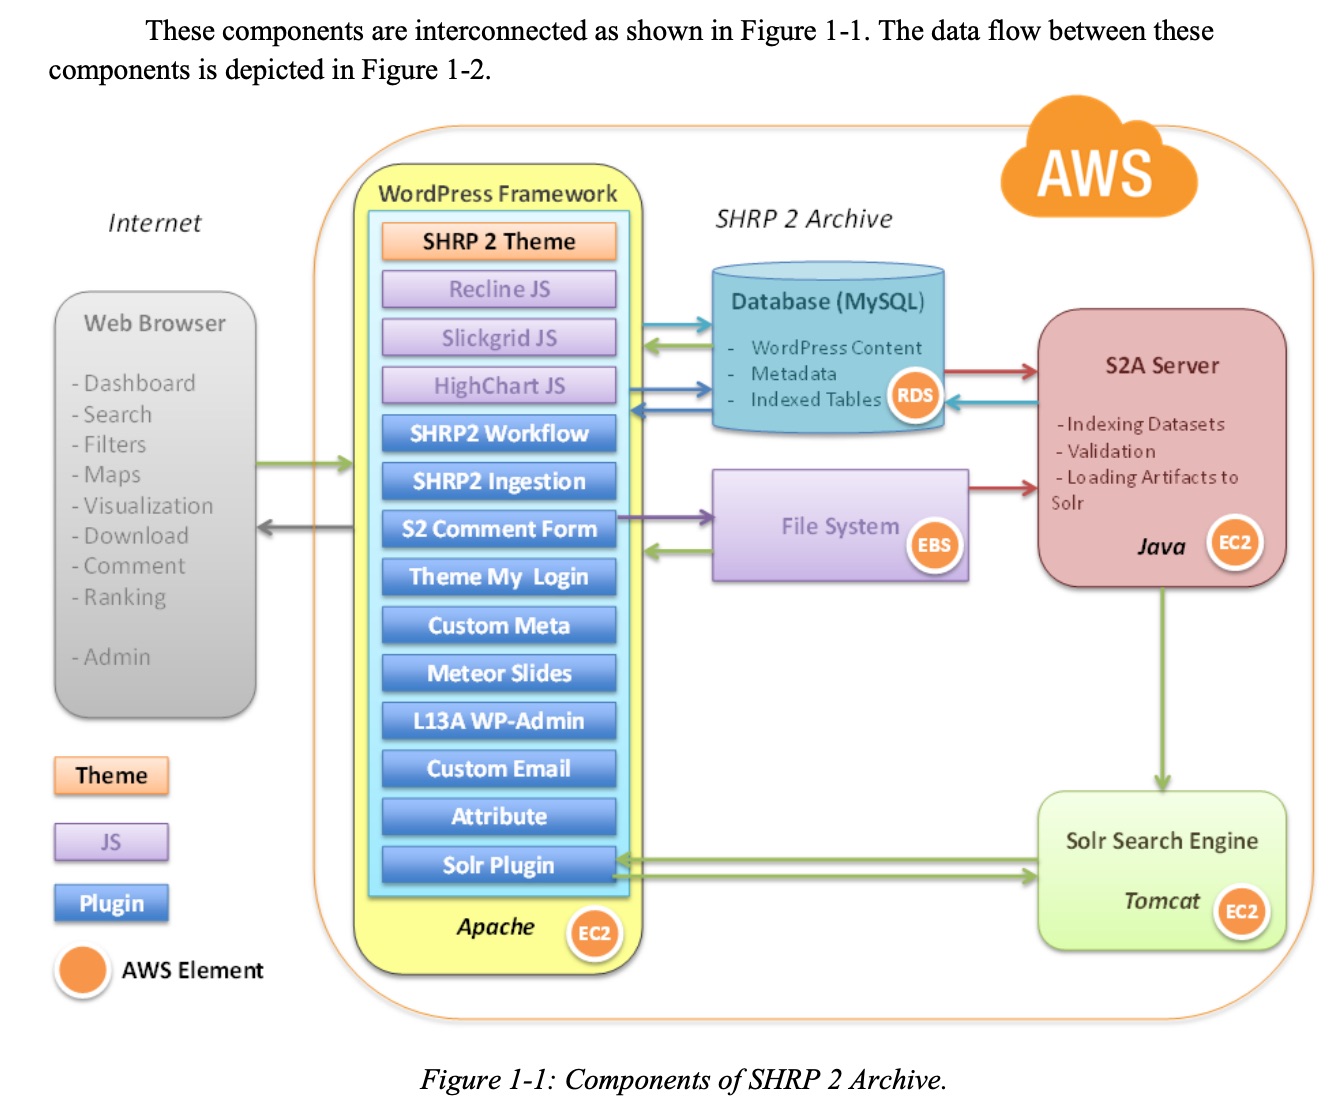 These components are interconnected as shown in Figure 1-1. The data flow between these
components is depicted in Figure 1-2.
AWS
Internet
Web Browser
- Dashboard
- Search
- Filters
- Maps
- Visualization
- Download
- Comment
- Ranking
- Admin
WordPress Framework
SHRP 2 Theme
Recline JS
Slickgrid JS
HighChart JS
SHRP2 Workflow
SHRP2 Ingestion
S2 Comment Form
Theme My Login
Custom Meta
Meteor Slides
L13A WP-Admin
Custom Email
Attribute
Solr Plugin
Apache
EC2
SHRP 2 Archive
Database (MySQL)
- WordPress Content
- Metadata
- Indexed Tables
RDS
File System
EBS
S2A Server
- Indexing Datasets
- Validation
- Loading Artifacts to
Solr
Java
EC2
Solr Search Engine
Tomcat
EC2
Theme
JS
Plugin
AWS Element
Figure 1-1: Components of SHRP 2 Archive.